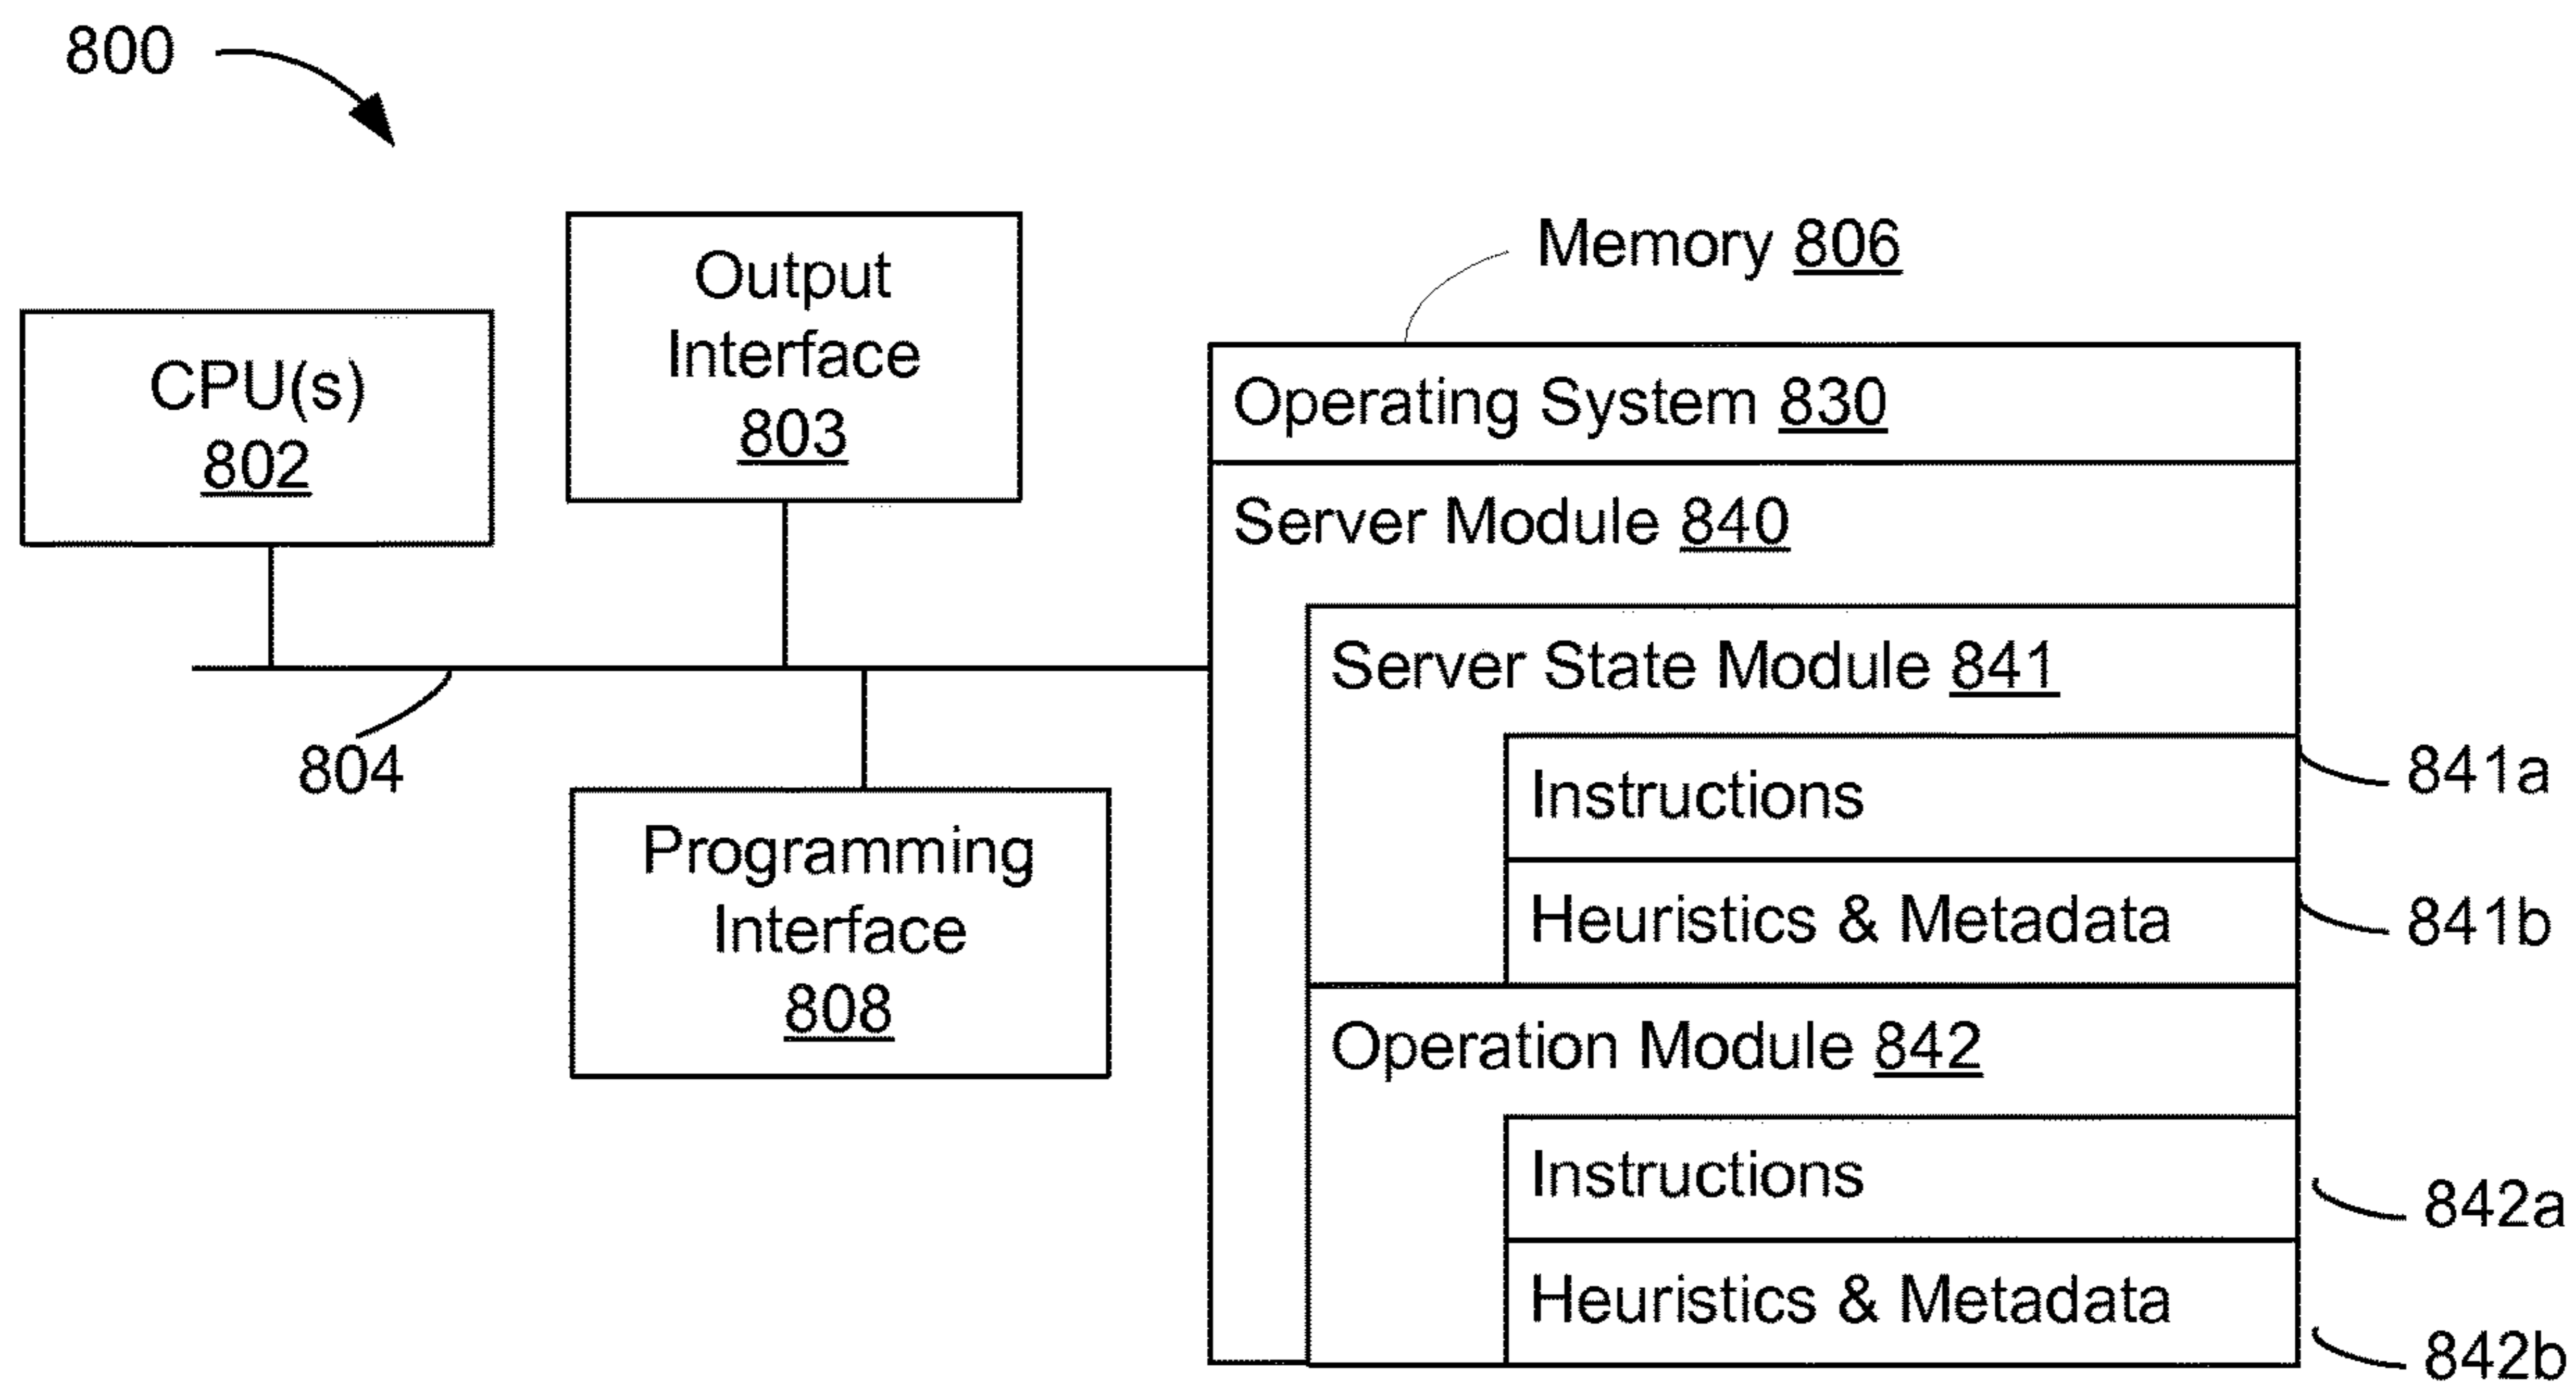 800
CPU(s)
802
Output
Interface
803
804
Programming
Interface
808
Memory 806
Operating System 830
Server Module 840
Server State Module 841
Instructions
841a
Heuristics & Metadata
841b
Operation Module 842
Instructions
842a
Heuristics & Metadata
842b